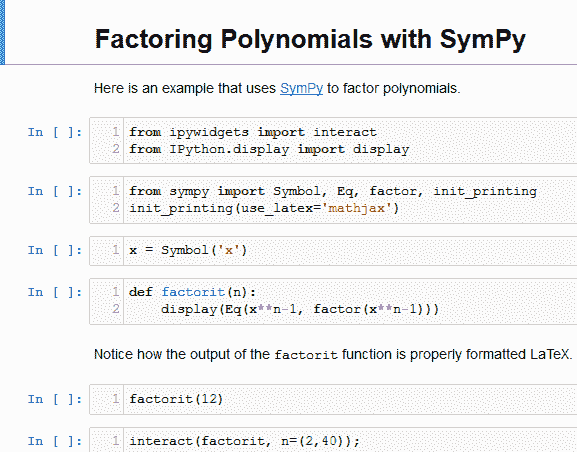 Factoring Polynomials with SymPy
Here is an example that uses SymPy to factor polynomials.
In [ ]: 1 from ipywidgets import interact
2 from IPython.display import display
In [ ]: 1 from sympy import Symbol, Eq, factor, init_printing
2 init_printing(use_latex='mathjax')
In [ ]: 1 x = Symbol('x')
In [ ]: 1 def factorit(n):
2     display(Eq(x**n-1, factor(x**n-1)))
Notice how the output of the factorit function is properly formatted LaTeX.
In [ ]: 1 factorit(12)
In [ ]: 1 interact(factorit, n=(2,40));